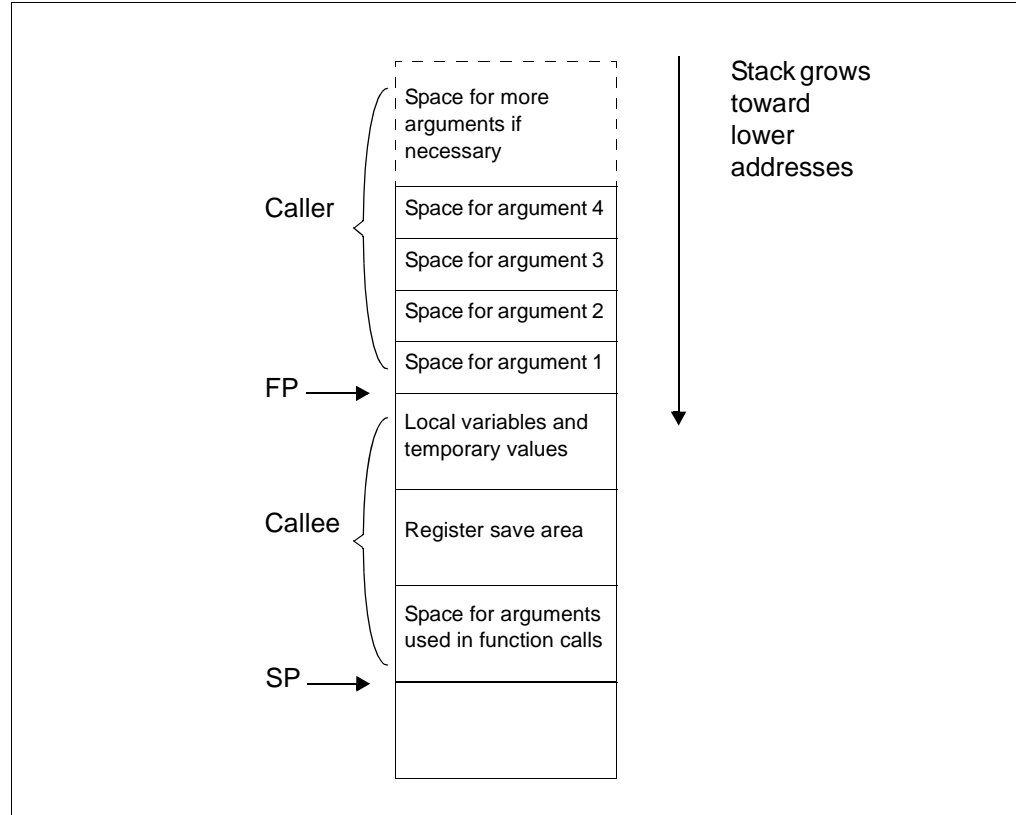 Stack grows
toward
lower
addresses
Space for more
arguments if
necessary
Caller
Space for argument 4
Space for argument 3
Space for argument 2
Space for argument 1
FP
Local variables and
temporary values
Callee
Register save area
Space for arguments
used in function calls
SP